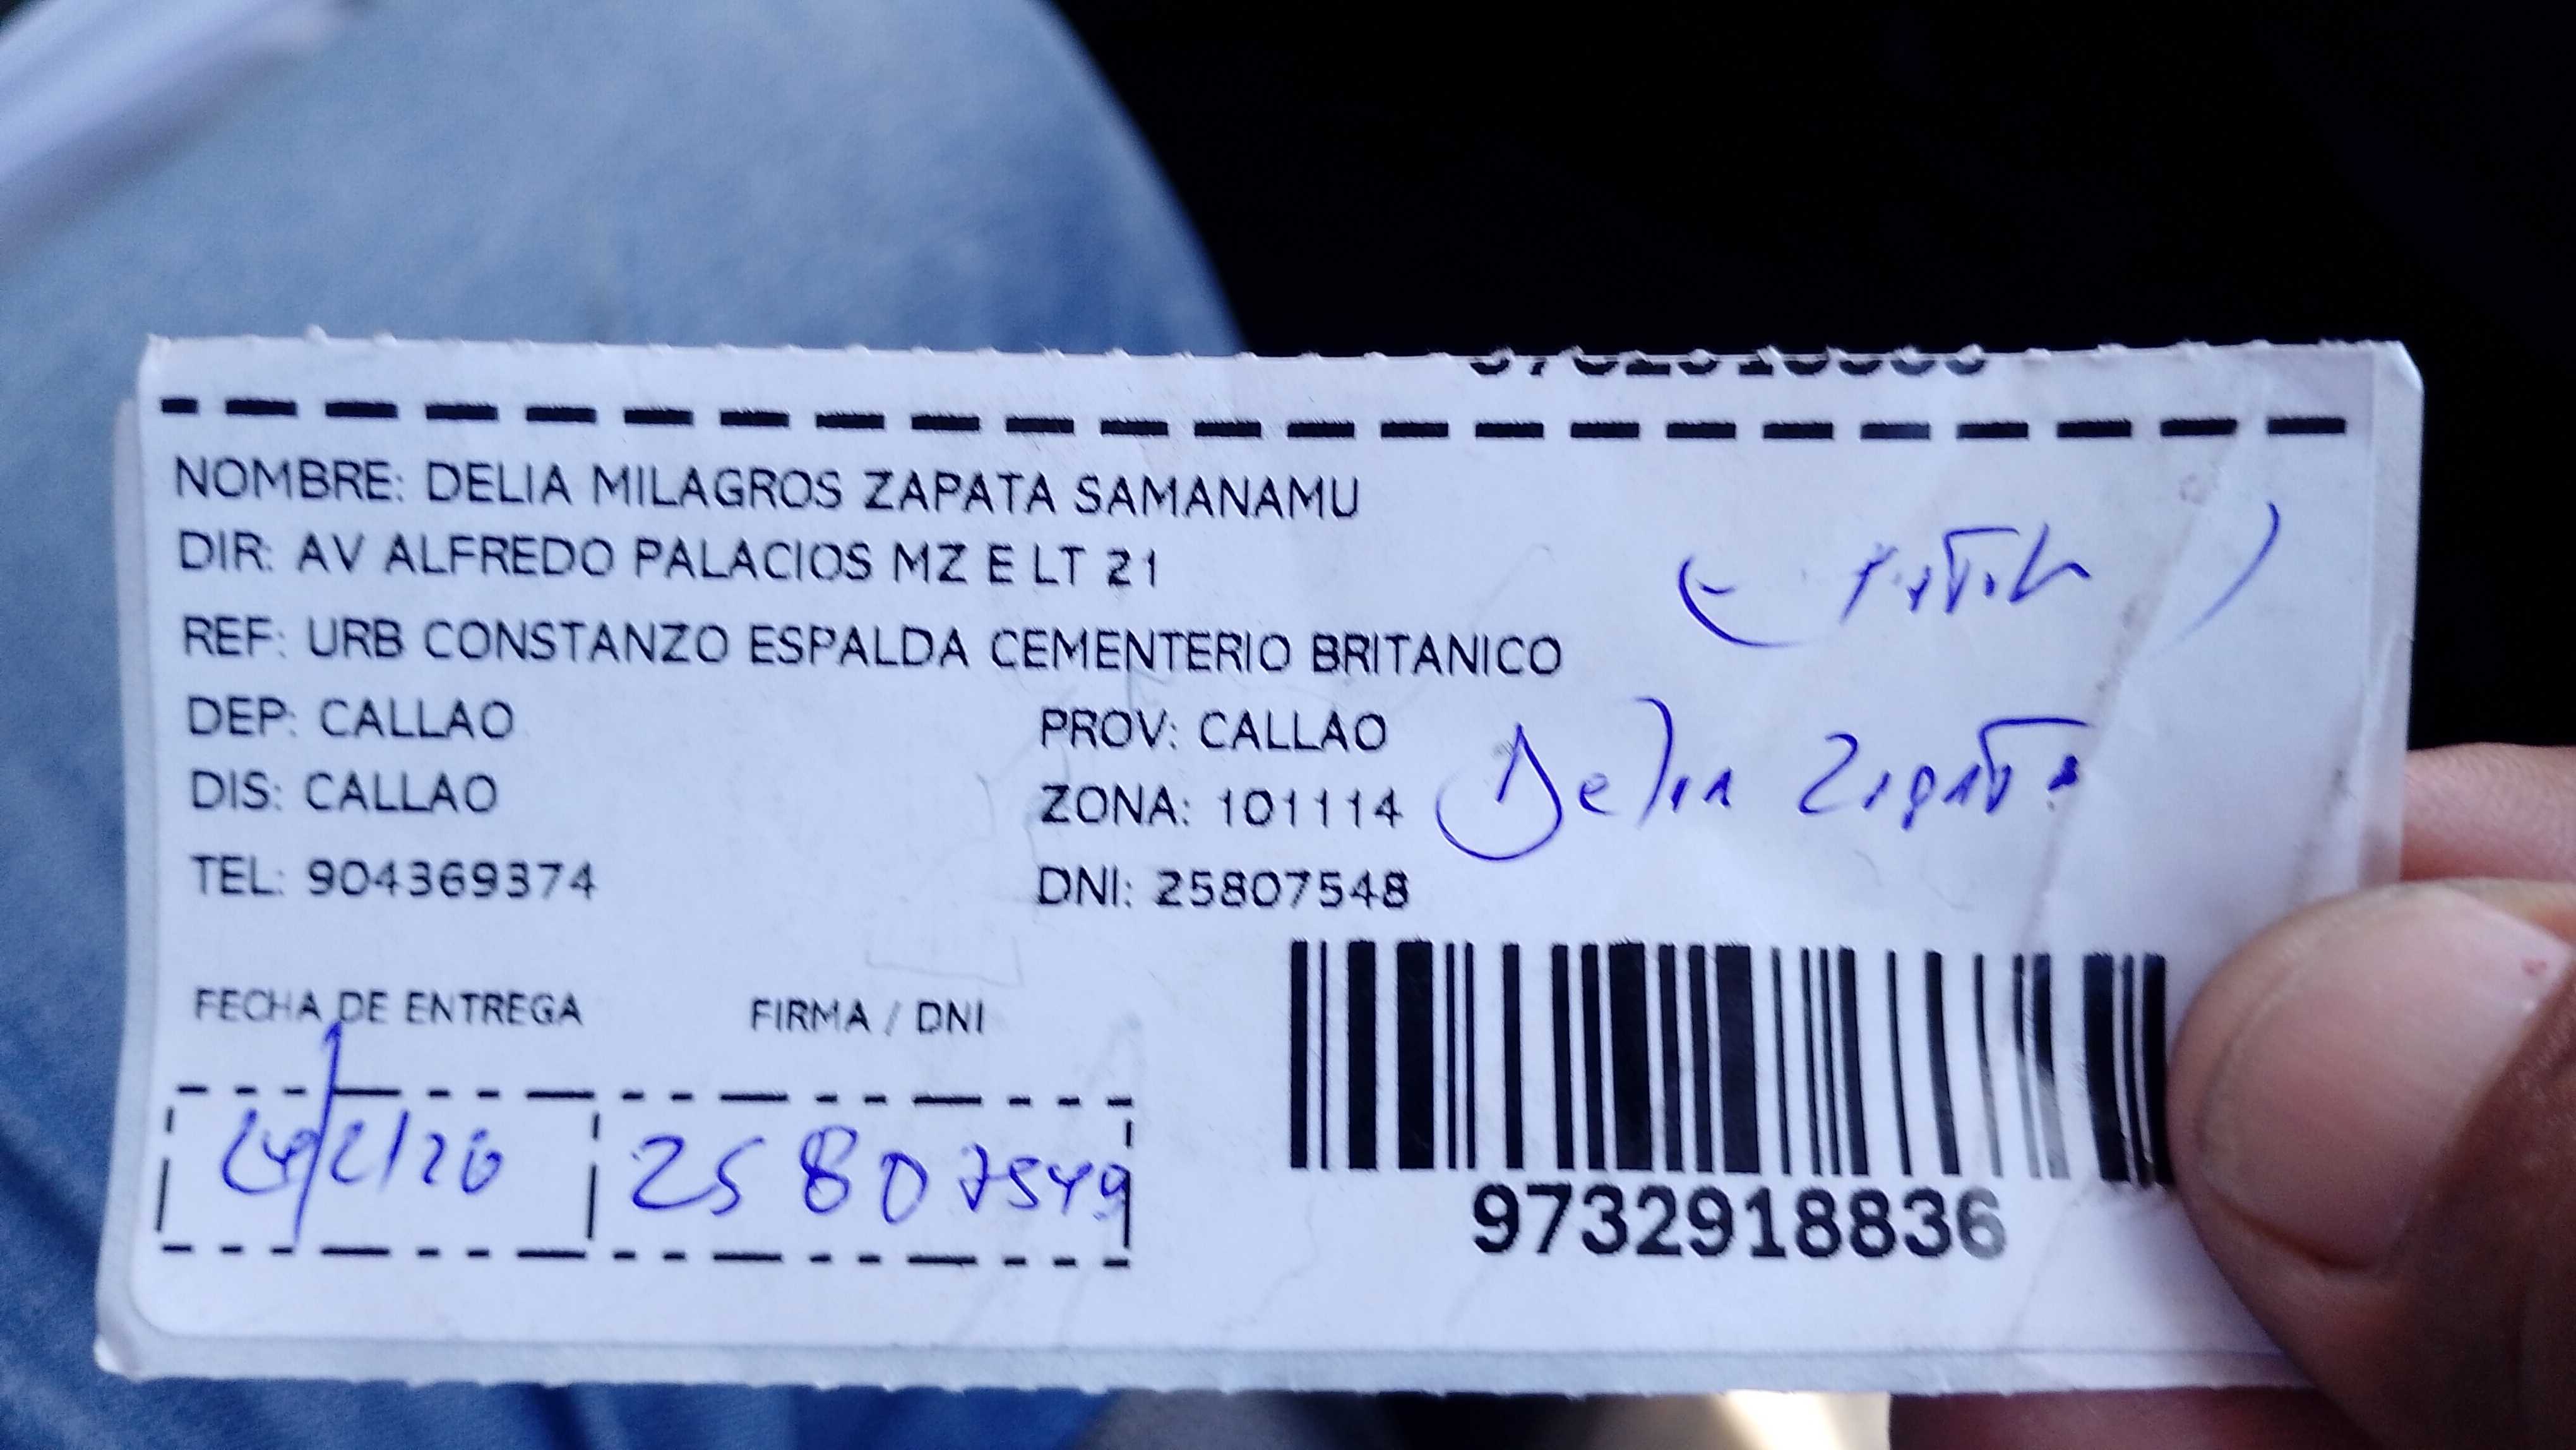 NOMBRE: DELIA MILAGROS ZAPATA SAMANAMU
DIR: AV ALFREDO PALACIOS MZ E LT 21
REF: URB CONSTANZO ESPALDA CEMENTERIO BRITANICO
DEP: CALLAO PROV: CALLAO
Delia Zapata
DIS: CALLAO ZONA: 101114
TEL: 904369374 DNI: 25807548
FECHA DE ENTREGA FIRMA / DNI
25807549
9732918836